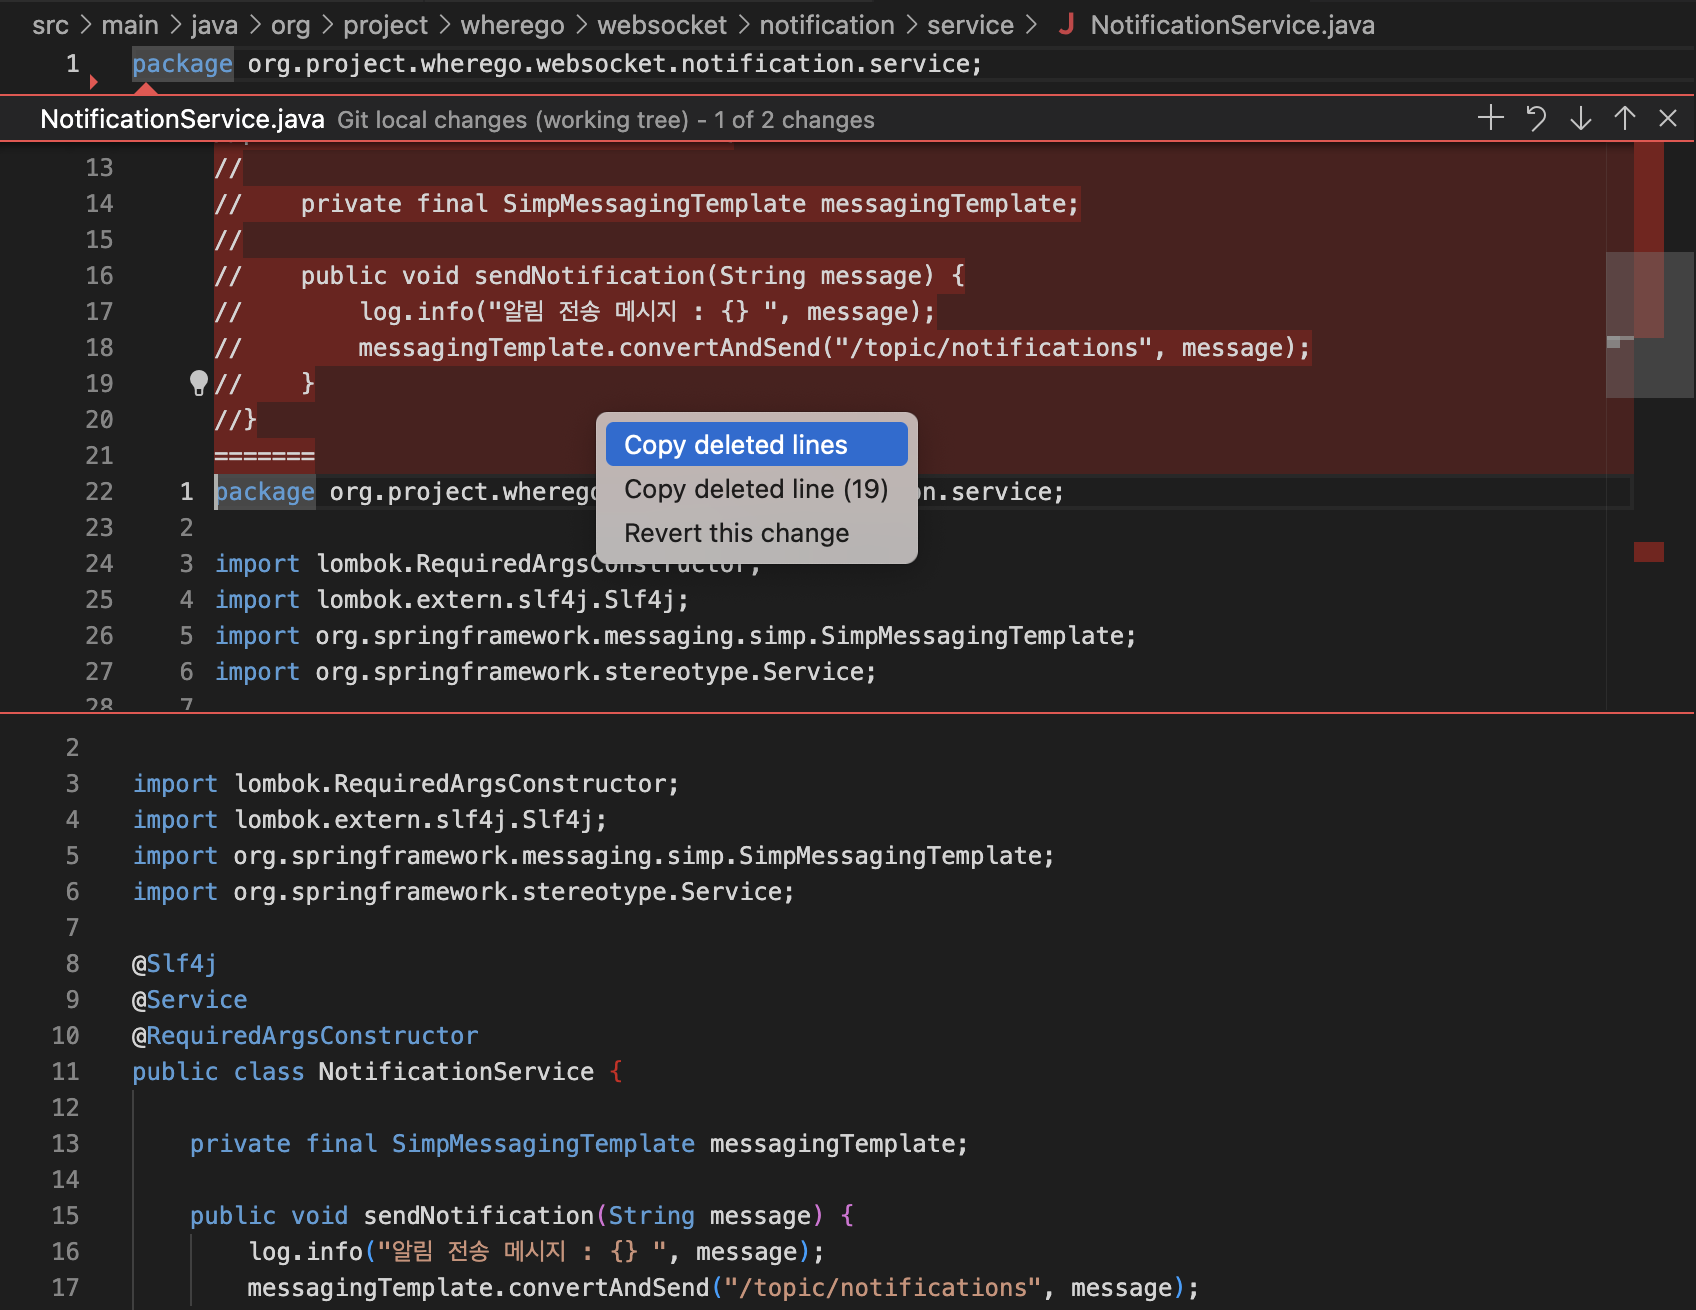 src > main > java > org > project > wherego > websocket > notification > service > J NotificationService.java
1 package org.project.wherego.websocket.notification.service;
NotificationService.java Git local changes (working tree) - 1 of 2 changes
13 //
14 //    private final SimpMessagingTemplate messagingTemplate;
15 //
16 //    public void sendNotification(String message) {
17 //        log.info("알림 전송 메시지 : {} ", message);
18 //        messagingTemplate.convertAndSend("/topic/notifications", message);
19 //    }
20 //}
21 =======
22 1 package org.project.wherego n.service;
23 2
24 3 import lombok.RequiredArgsConstructor;
25 4 import lombok.extern.slf4j.Slf4j;
26 5 import org.springframework.messaging.simp.SimpMessagingTemplate;
27 6 import org.springframework.stereotype.Service;
28 7
Copy deleted lines
Copy deleted line (19)
Revert this change
2
3 import lombok.RequiredArgsConstructor;
4 import lombok.extern.slf4j.Slf4j;
5 import org.springframework.messaging.simp.SimpMessagingTemplate;
6 import org.springframework.stereotype.Service;
7
8 @Slf4j
9 @Service
10 @RequiredArgsConstructor
11 public class NotificationService {
12
13     private final SimpMessagingTemplate messagingTemplate;
14
15     public void sendNotification(String message) {
16         log.info("알림 전송 메시지 : {} ", message);
17         messagingTemplate.convertAndSend("/topic/notifications", message);